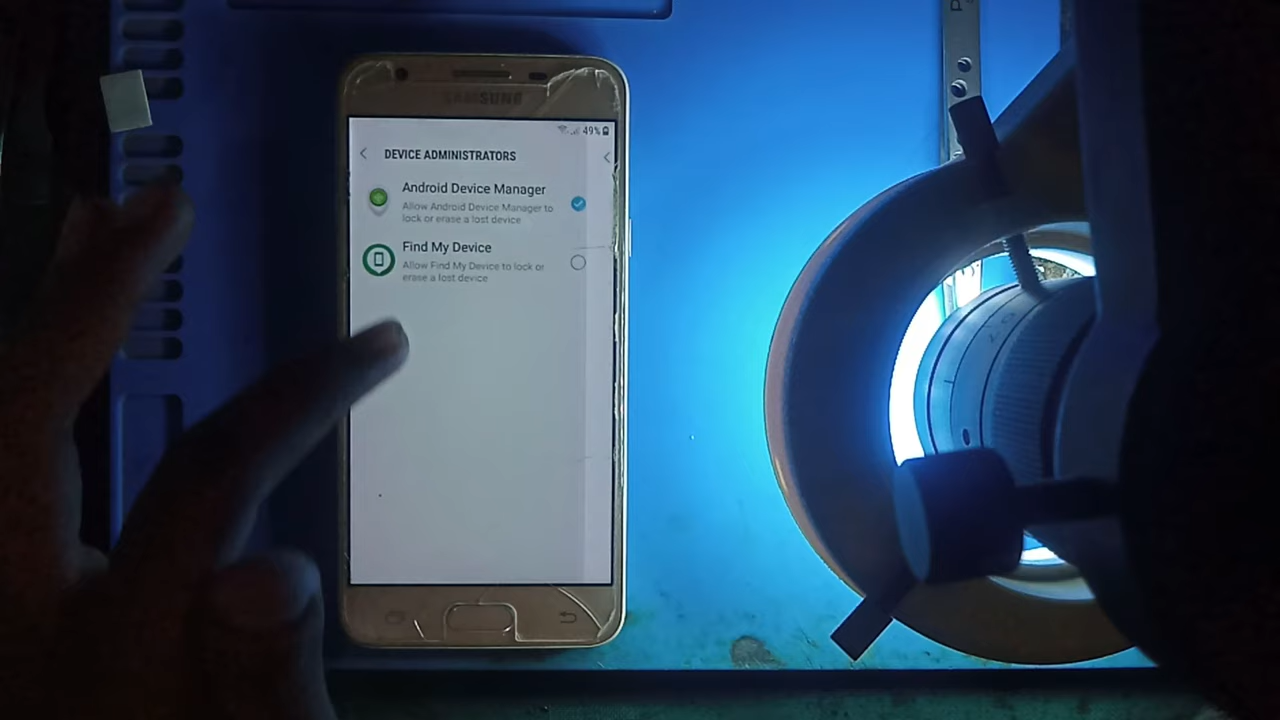 SAMSUNG
49%
DEVICE ADMINISTRATORS
Android Device Manager
Allow Android Device Manager to
lock or erase a lost device
Find My Device
Allow Find My Device to lock or
erase a lost device